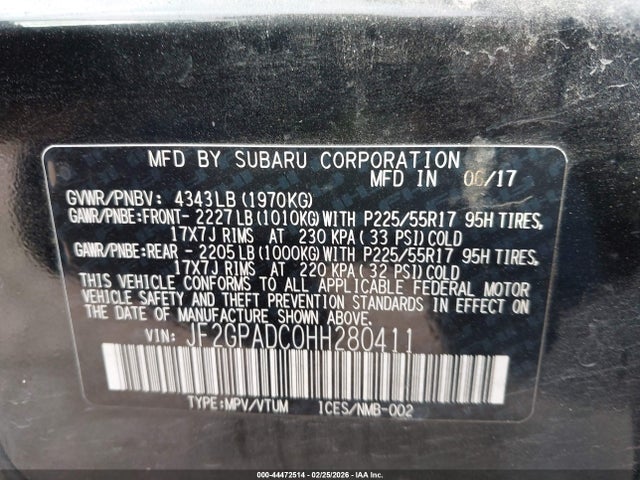 MFD BY SUBARU CORPORATION
MFD IN 06/17
GVWR/PNBV: 4343LB (1970KG)
GAWR/PNBE:FRONT- 2227LB (1010KG) WITH P225/55R17 95H TIRES,
17X7J RIMS AT 230 KPA (33 PSI) COLD
GAWR/PNBE:REAR - 2205LB (1000KG) WITH P225/55R17 95H TIRES,
17X7J RIMS AT 220 KPA (32 PSI) COLD
THIS VEHICLE CONFORMS TO ALL APPLICABLE FEDERAL MOTOR
VEHICLE SAFETY AND THEFT PREVENTION STANDARDS IN EFFECT ON
THE DATE OF MANUFACTURE SHOWN ABOVE.
VIN: JF2GPADC0HH280411
TYPE:MPV/VTUM ICES/NMB-002
000-44472514 - 02/25/2026 - IAA Inc.